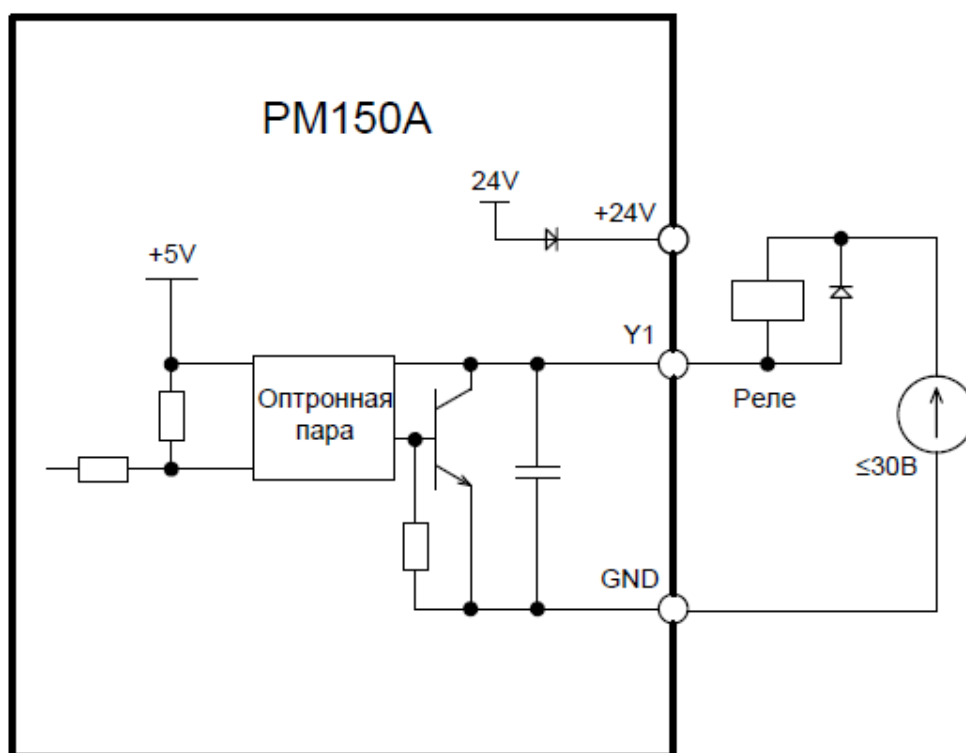 PM150A
24V
+24V
+5V
Y1
Оптронная
пара
Реле
≤30В
GND